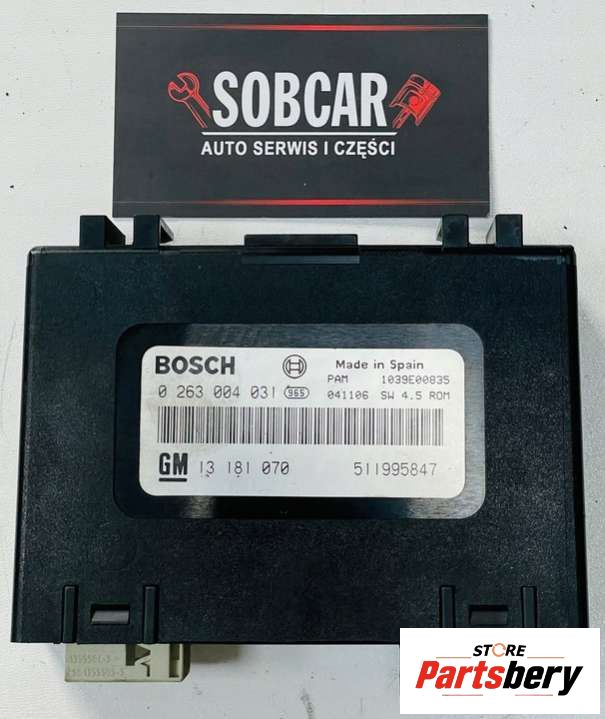 SOBCAR
AUTO SERWIS I CZĘŚCI
BOSCH Made in Spain
PAM 1039E00835
0 263 004 031 965 041106 SW 4.5 ROM
GM 13 181 070 511995847
STORE
Partsbery